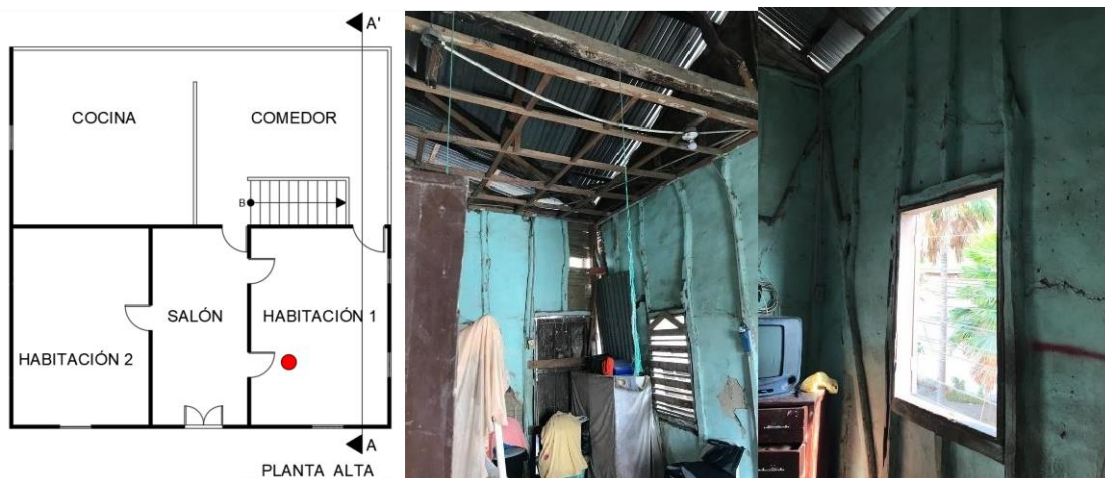 A'
COCINA
COMEDOR
B
SALÓN
HABITACIÓN 1
HABITACIÓN 2
A
PLANTA ALTA